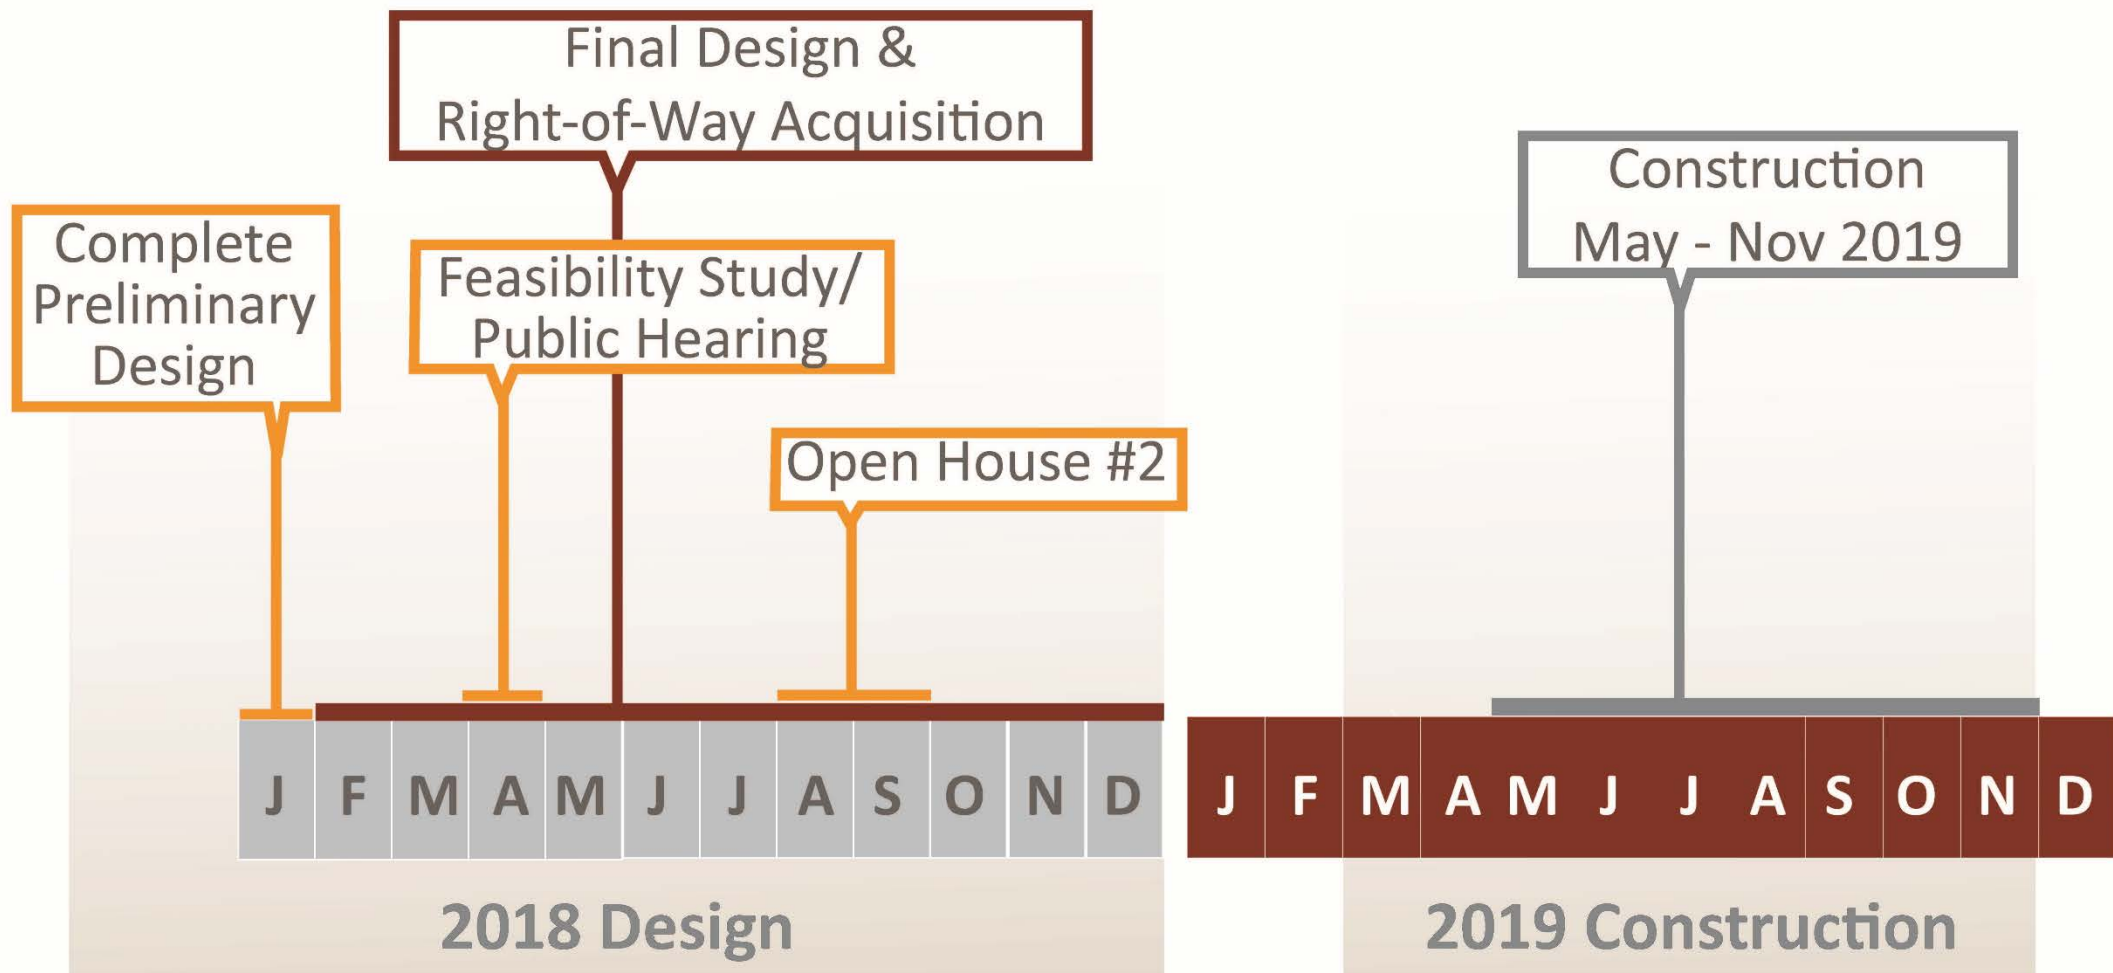 Final Design &
Right-of-Way Acquisition
Complete
Preliminary
Design
Feasibility Study/
Public Hearing
Open House #2
Construction
May - Nov 2019
J F M A M J J A S O N D
J F M A M J J A S O N D
2018 Design
2019 Construction